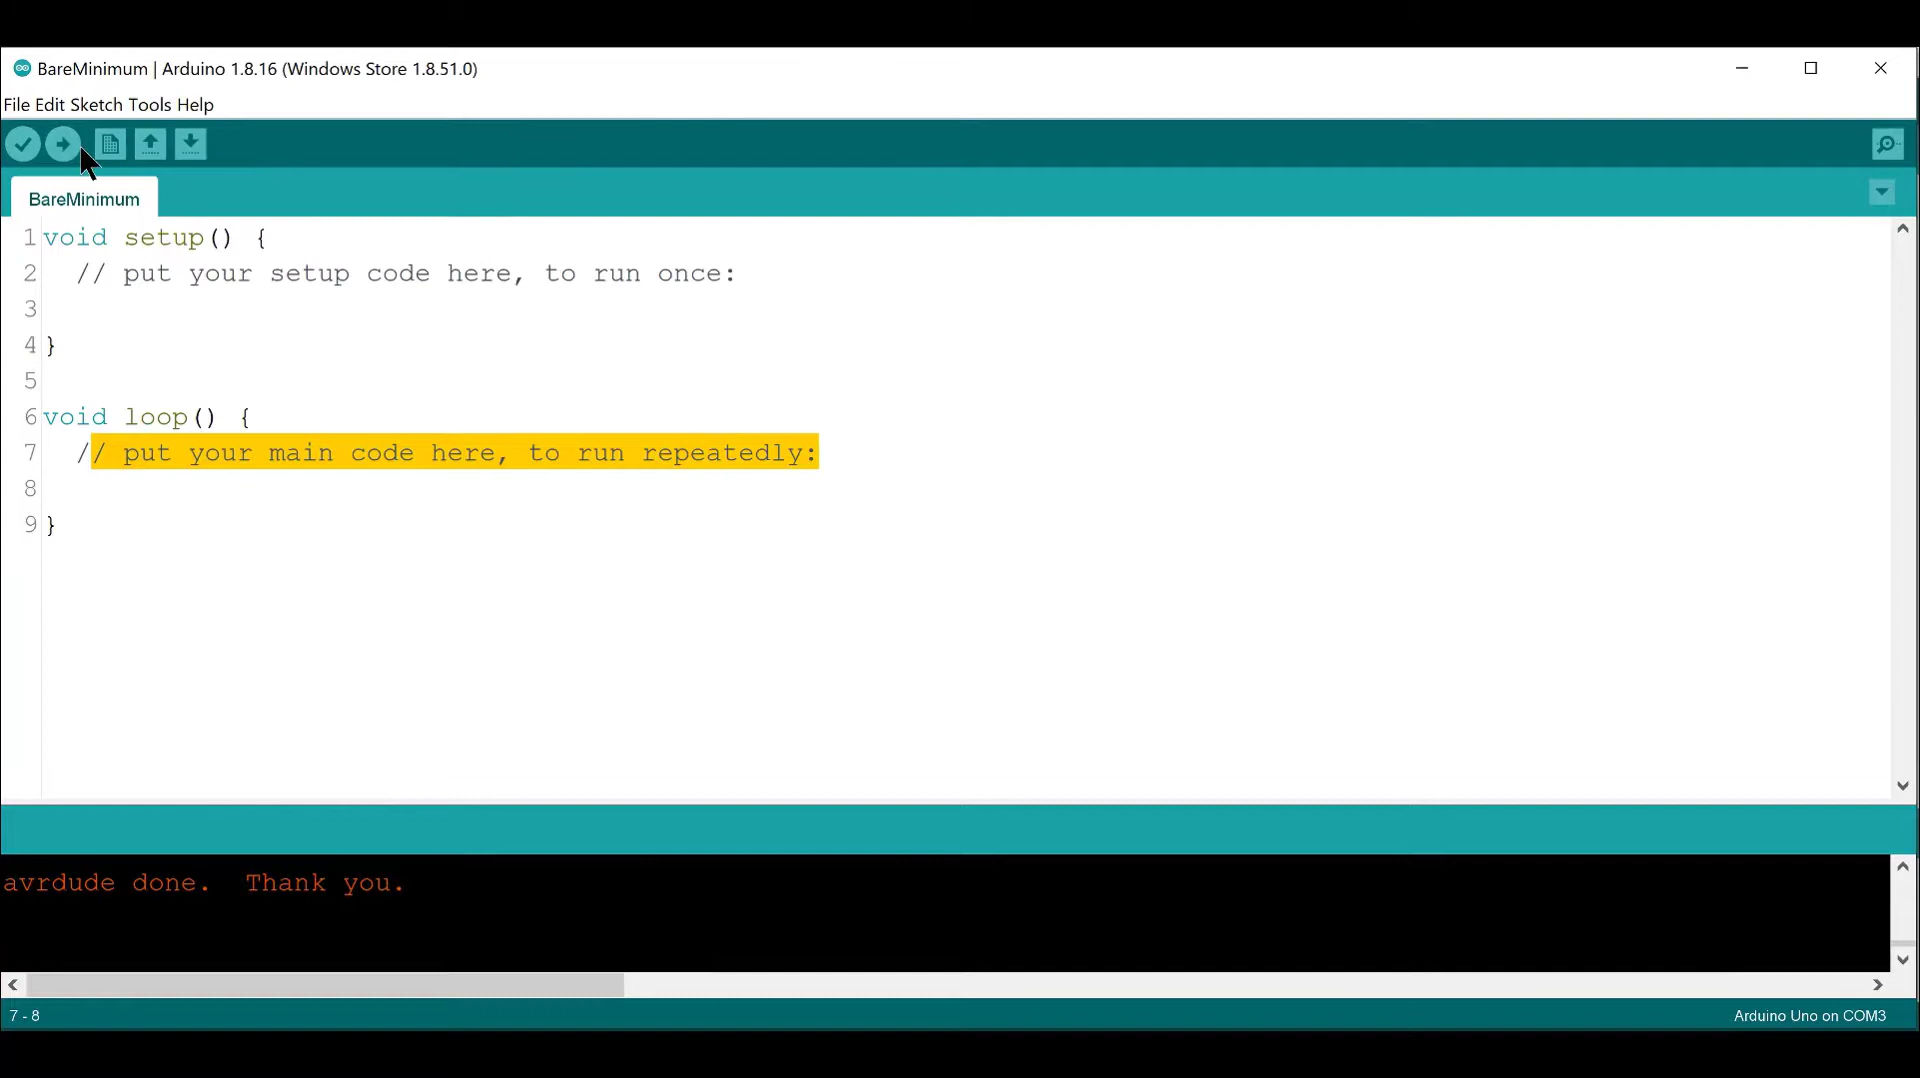 BareMinimum | Arduino 1.8.16 (Windows Store 1.8.51.0)
File Edit Sketch Tools Help
BareMinimum
1 void setup() {
2   // put your setup code here, to run once:
3
4 }
5
6 void loop() {
7   // put your main code here, to run repeatedly:
8
9 }
avrdude done.  Thank you.
7 - 8
Arduino Uno on COM3